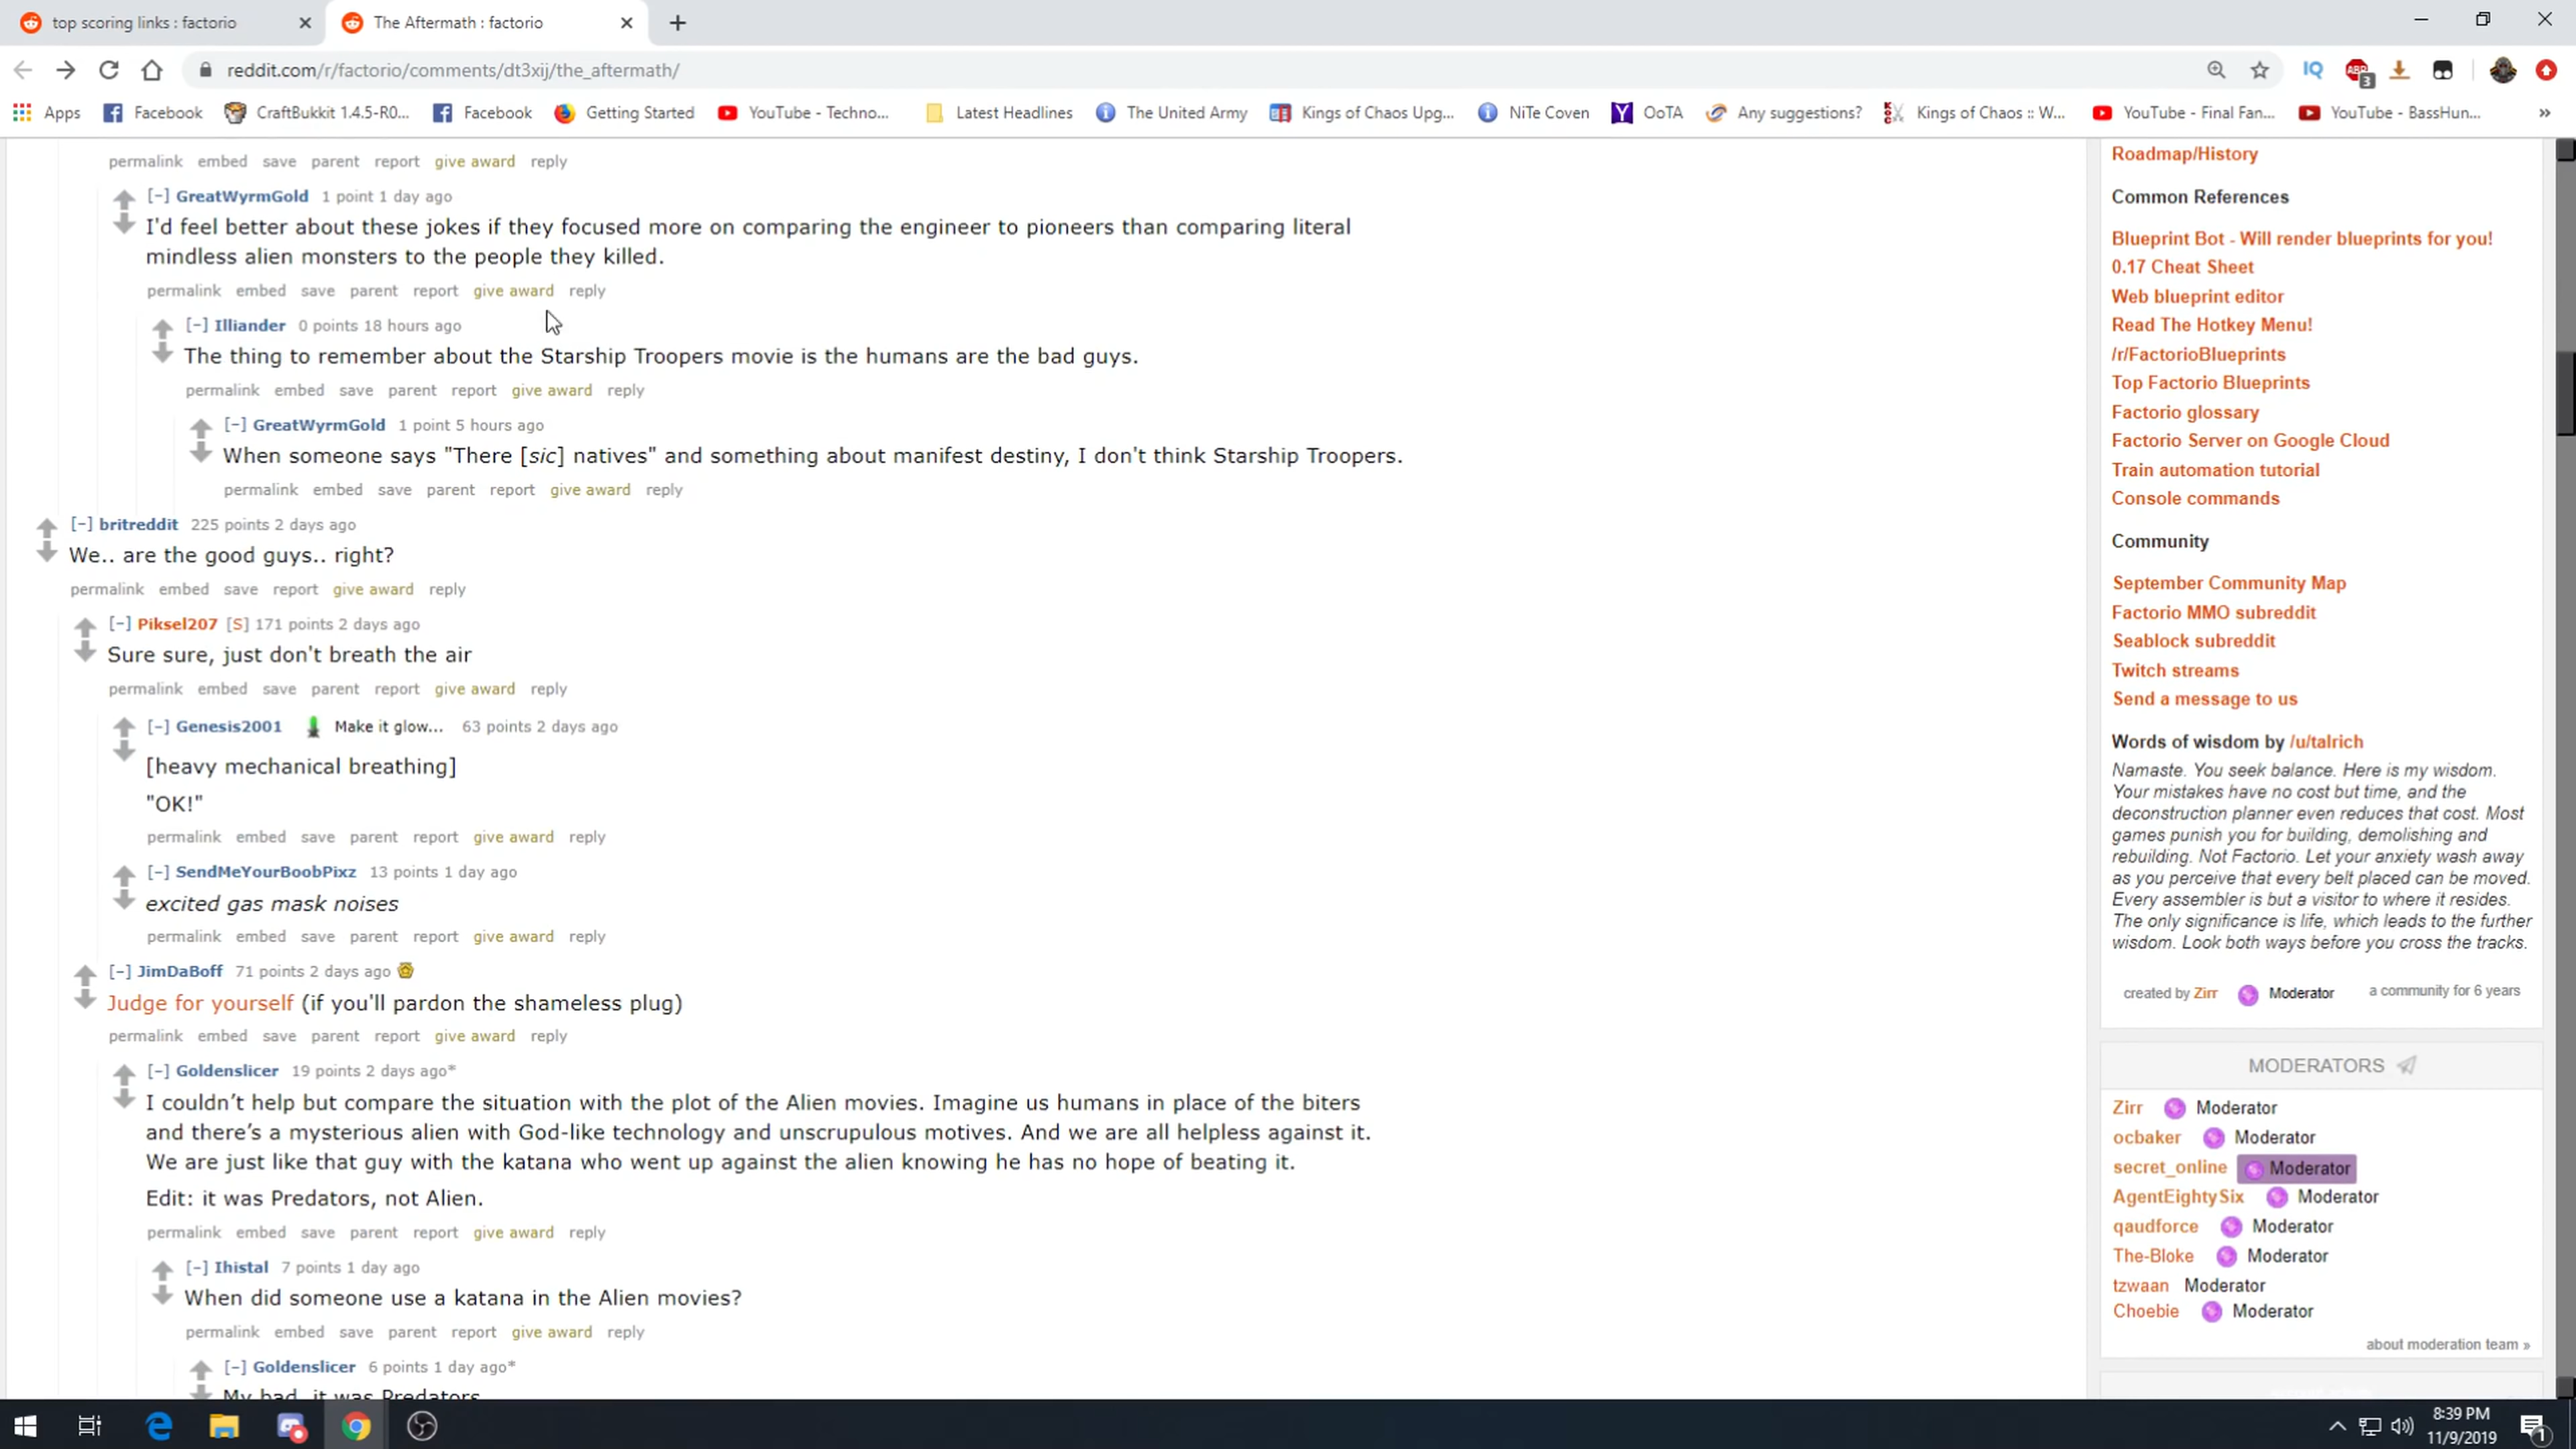 top scoring links : factorio
The Aftermath : factorio
reddit.com/r/factorio/comments/dt3xij/the_aftermath/
IQ
ABP
3
Apps
Facebook
CraftBukkit 1.4.5-R0...
Facebook
Getting Started
YouTube - Techno...
Latest Headlines
The United Army
Kings of Chaos Upg...
NiTe Coven
OoTA
Any suggestions?
Kings of Chaos :: W...
YouTube - Final Fan...
YouTube - BassHun...
»
permalink embed save parent report give award reply
[–] GreatWyrmGold 1 point 1 day ago
I'd feel better about these jokes if they focused more on comparing the engineer to pioneers than comparing literal
mindless alien monsters to the people they killed.
permalink embed save parent report give award reply
[–] Illiander 0 points 18 hours ago
The thing to remember about the Starship Troopers movie is the humans are the bad guys.
permalink embed save parent report give award reply
[–] GreatWyrmGold 1 point 5 hours ago
When someone says "There [sic] natives" and something about manifest destiny, I don't think Starship Troopers.
permalink embed save parent report give award reply
[–] britreddit 225 points 2 days ago
We.. are the good guys.. right?
permalink embed save report give award reply
[–] Piksel207 [S] 171 points 2 days ago
Sure sure, just don't breath the air
permalink embed save parent report give award reply
[–] Genesis2001 Make it glow... 63 points 2 days ago
[heavy mechanical breathing]
"OK!"
permalink embed save parent report give award reply
[–] SendMeYourBoobPixz 13 points 1 day ago
excited gas mask noises
permalink embed save parent report give award reply
[–] JimDaBoff 71 points 2 days ago
Judge for yourself (if you'll pardon the shameless plug)
permalink embed save parent report give award reply
[–] Goldenslicer 19 points 2 days ago*
I couldn’t help but compare the situation with the plot of the Alien movies. Imagine us humans in place of the biters
and there’s a mysterious alien with God-like technology and unscrupulous motives. And we are all helpless against it.
We are just like that guy with the katana who went up against the alien knowing he has no hope of beating it.
Edit: it was Predators, not Alien.
permalink embed save parent report give award reply
[–] Ihistal 7 points 1 day ago
When did someone use a katana in the Alien movies?
permalink embed save parent report give award reply
[–] Goldenslicer 6 points 1 day ago*
My bad, it was Predators
Roadmap/History
Common References
Blueprint Bot - Will render blueprints for you!
0.17 Cheat Sheet
Web blueprint editor
Read The Hotkey Menu!
/r/FactorioBlueprints
Top Factorio Blueprints
Factorio glossary
Factorio Server on Google Cloud
Train automation tutorial
Console commands
Community
September Community Map
Factorio MMO subreddit
Seablock subreddit
Twitch streams
Send a message to us
Words of wisdom by /u/talrich
Namaste. You seek balance. Here is my wisdom.
Your mistakes have no cost but time, and the
deconstruction planner even reduces that cost. Most
games punish you for building, demolishing and
rebuilding. Not Factorio. Let your anxiety wash away
as you perceive that every belt placed can be moved.
Every assembler is but a visitor to where it resides.
The only significance is life, which leads to the further
wisdom. Look both ways before you cross the tracks.
created by Zirr Moderator a community for 6 years
MODERATORS
Zirr Moderator
ocbaker Moderator
secret_online Moderator
AgentEightySix Moderator
qaudforce Moderator
The-Bloke Moderator
tzwaan Moderator
Choebie Moderator
about moderation team »
8:39 PM
11/9/2019
1